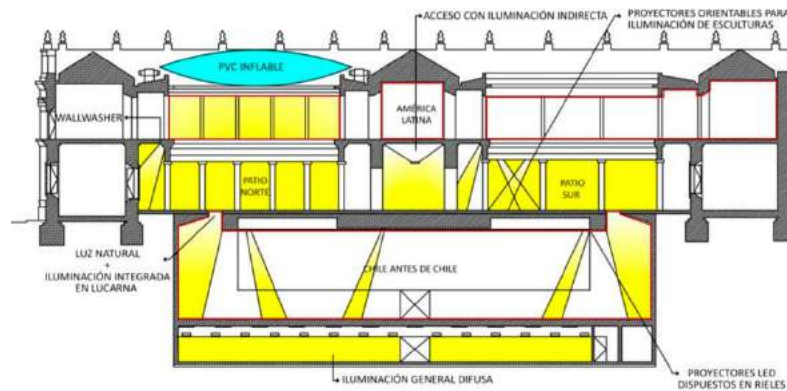 ACCESO CON ILUMINACIÓN INDIRECTA
PROYECTORES ORIENTABLES PARA
ILUMINACIÓN DE ESCULTURAS
PVC INFLABLE
WALLWASHER
AMÉRICA
LATINA
PATIO
NORTE
PATIO
SUR
LUZ NATURAL
+
ILUMINACIÓN INTEGRADA
EN LUCARNA
CHILE ANTES DE CHILE
ILUMINACIÓN GENERAL DIFUSA
PROYECTORES LED
DISPUESTOS EN RIELES